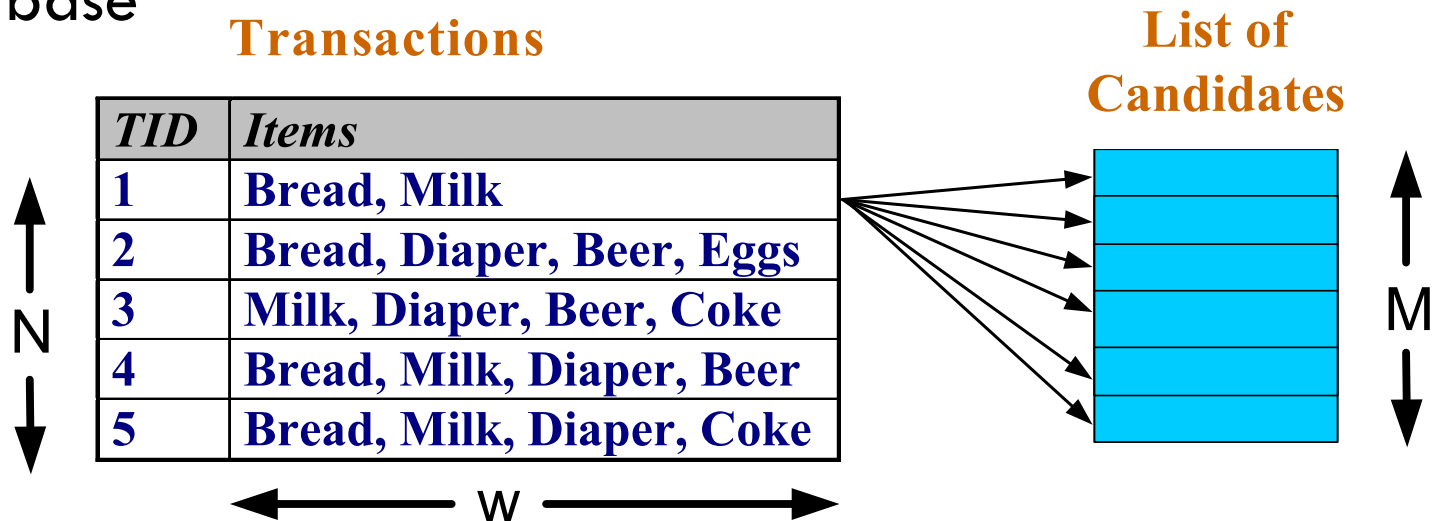 base
Transactions
List of
Candidates
TID Items
1 Bread, Milk
2 Bread, Diaper, Beer, Eggs
3 Milk, Diaper, Beer, Coke
4 Bread, Milk, Diaper, Beer
5 Bread, Milk, Diaper, Coke
N
M
w